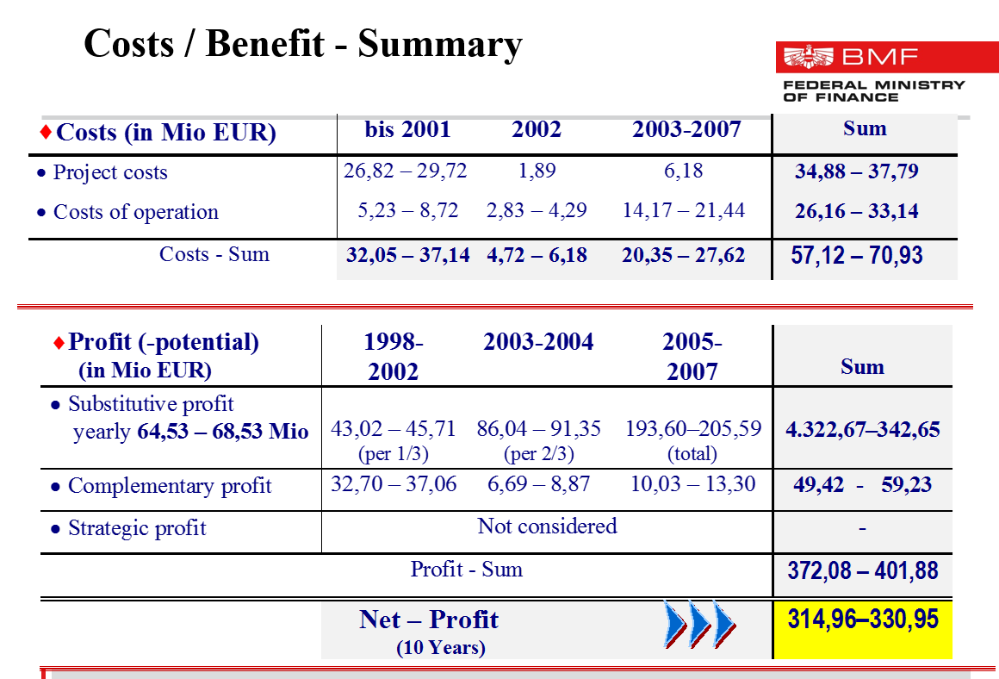 Costs / Benefit - Summary
BMF
FEDERAL MINISTRY
OF FINANCE
♦Costs (in Mio EUR) bis 2001 2002 2003-2007 Sum
• Project costs 26,82 – 29,72 1,89 6,18 34,88 – 37,79
• Costs of operation 5,23 – 8,72 2,83 – 4,29 14,17 – 21,44 26,16 – 33,14
Costs - Sum 32,05 – 37,14 4,72 – 6,18 20,35 – 27,62 57,12 – 70,93
♦Profit (-potential) 1998- 2003-2004 2005-
(in Mio EUR) 2002 2007 Sum
• Substitutive profit
yearly 64,53 – 68,53 Mio 43,02 – 45,71 86,04 – 91,35 193,60–205,59 4.322,67–342,65
(per 1/3) (per 2/3) (total)
• Complementary profit 32,70 – 37,06 6,69 – 8,87 10,03 – 13,30 49,42 - 59,23
• Strategic profit Not considered -
Profit - Sum 372,08 – 401,88
Net – Profit 314,96–330,95
(10 Years)